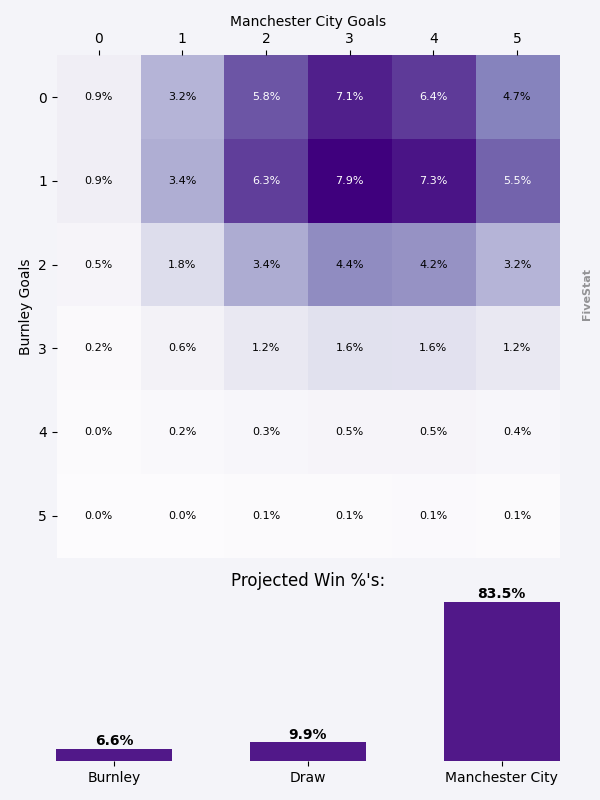 Manchester City Goals
0 1 2 3 4 5
0 0.9% 3.2% 5.8% 7.1% 6.4% 4.7%
1 0.9% 3.4% 6.3% 7.9% 7.3% 5.5%
2 0.5% 1.8% 3.4% 4.4% 4.2% 3.2%
3 0.2% 0.6% 1.2% 1.6% 1.6% 1.2%
4 0.0% 0.2% 0.3% 0.5% 0.5% 0.4%
5 0.0% 0.0% 0.1% 0.1% 0.1% 0.1%
Burnley Goals
FiveStat
Projected Win %'s:
6.6% 9.9% 83.5%
Burnley Draw Manchester City